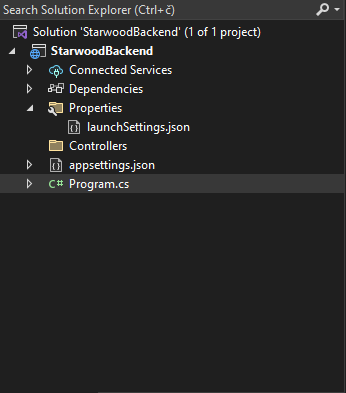 Search Solution Explorer (Ctrl+č)
Solution 'StarwoodBackend' (1 of 1 project)
StarwoodBackend
Connected Services
Dependencies
Properties
launchSettings.json
Controllers
appsettings.json
C# Program.cs